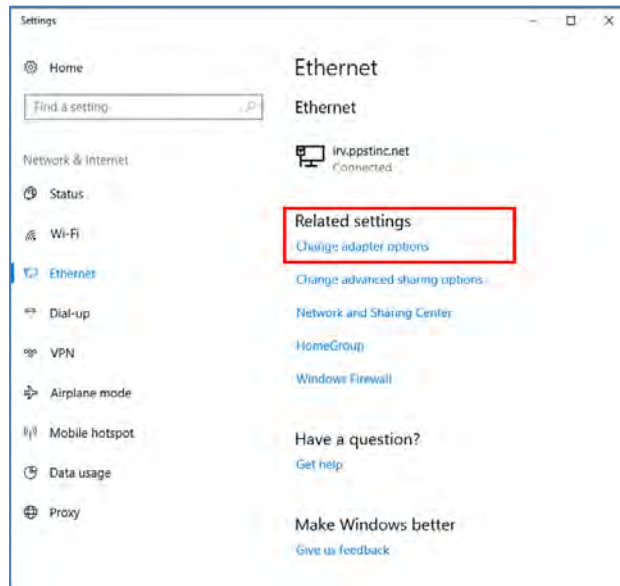 Settings
Home
Find a setting
Network & Internet
Status
Wi-Fi
Ethernet
Dial-up
VPN
Airplane mode
Mobile hotspot
Data usage
Proxy
Ethernet
Ethernet
irv.ppstinc.net
Connected
Related settings
Change adapter options
Change advanced sharing options
Network and Sharing Center
HomeGroup
Windows Firewall
Have a question?
Get help
Make Windows better
Give us feedback